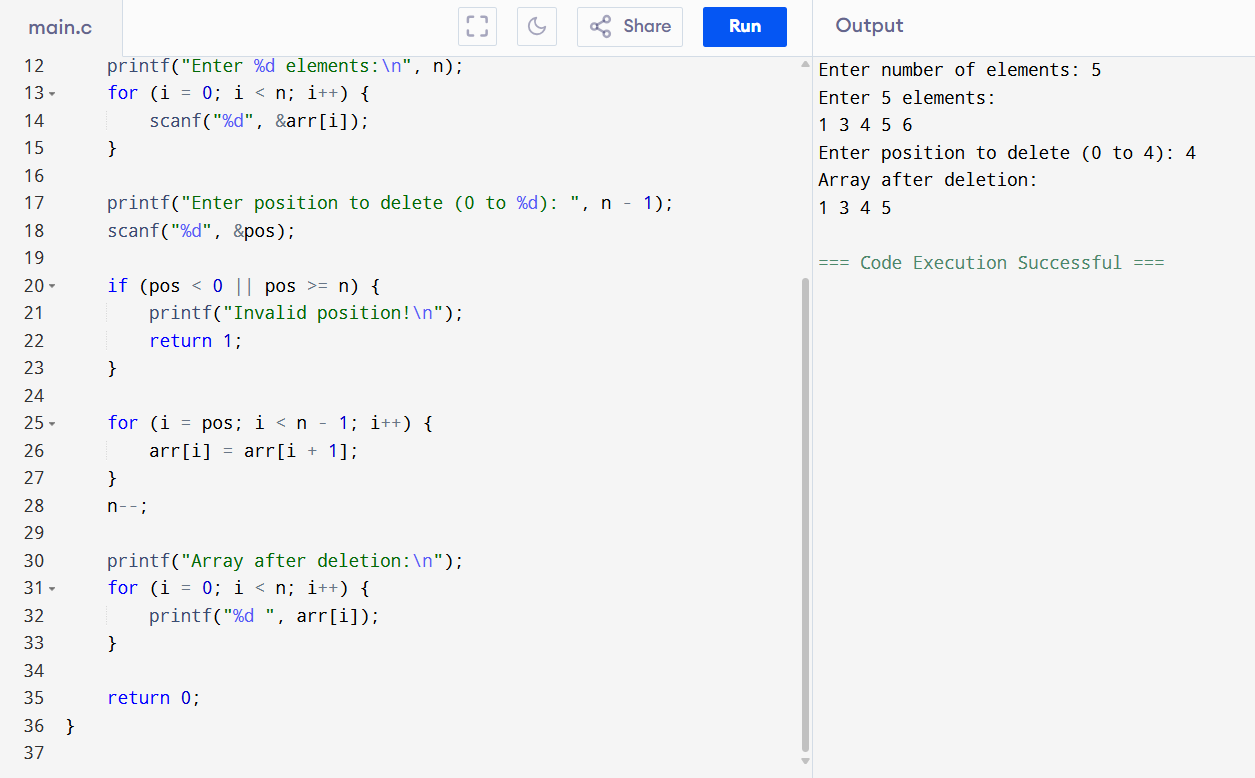 main.c
Share
Run
Output
12     printf("Enter %d elements:\n", n);
13     for (i = 0; i < n; i++) {
14         scanf("%d", &arr[i]);
15     }
16
17     printf("Enter position to delete (0 to %d): ", n - 1);
18     scanf("%d", &pos);
19
20     if (pos < 0 || pos >= n) {
21         printf("Invalid position!\n");
22         return 1;
23     }
24
25     for (i = pos; i < n - 1; i++) {
26         arr[i] = arr[i + 1];
27     }
28     n--;
29
30     printf("Array after deletion:\n");
31     for (i = 0; i < n; i++) {
32         printf("%d ", arr[i]);
33     }
34
35     return 0;
36 }
37
Enter number of elements: 5
Enter 5 elements:
1 3 4 5 6
Enter position to delete (0 to 4): 4
Array after deletion:
1 3 4 5
=== Code Execution Successful ===